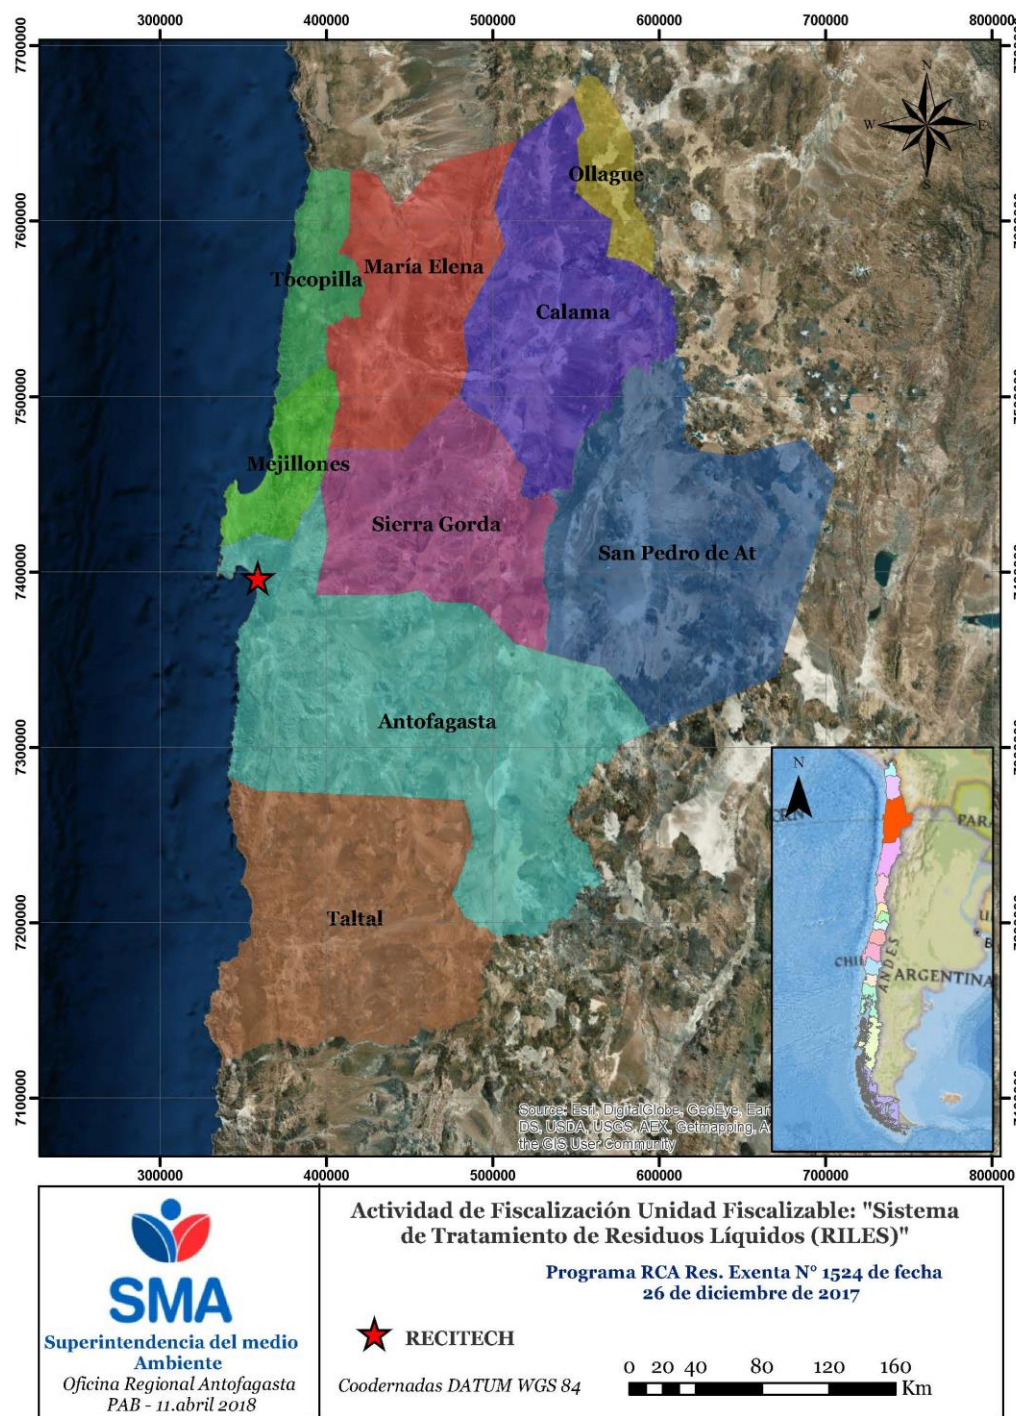 300000 400000 500000 600000 700000 800000
7700000
7600000
7500000
7400000
7300000
7200000
7100000
N
W E
S
Ollague
María Elena
Tocopilla
Calama
Mejillones
Sierra Gorda
San Pedro de At
Antofagasta
Taltal
N
PARA
CHIL
ANDES
ARGENTINA
Source: Esri, DigitalGlobe, GeoEye, Ear
DS, USDA, USGS, AEX, Getmapping, A
the GIS User Community
300000 400000 500000 600000 700000 800000
SMA
Superintendencia del medio
Ambiente
Oficina Regional Antofagasta
PAB - 11.abril 2018
Actividad de Fiscalización Unidad Fiscalizable: "Sistema
de Tratamiento de Residuos Líquidos (RILES)"
Programa RCA Res. Exenta N° 1524 de fecha
26 de diciembre de 2017
RECITECH
Coodernadas DATUM WGS 84
0 20 40 80 120 160
Km